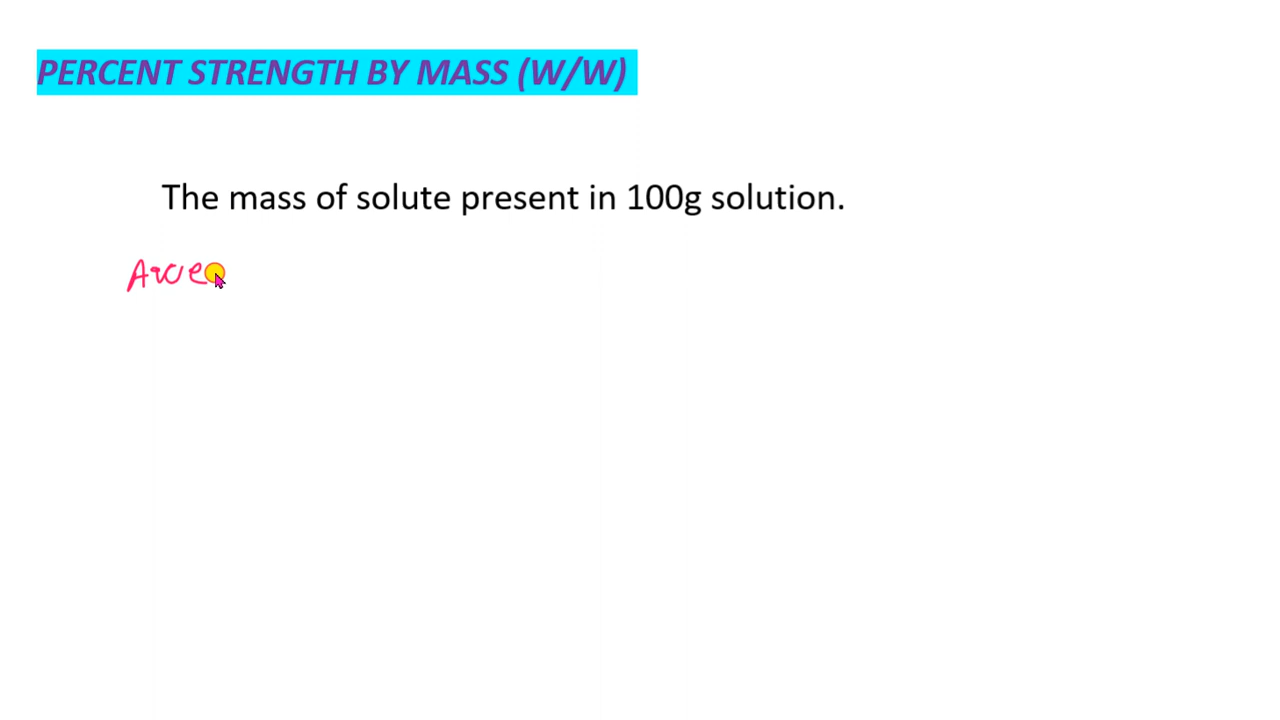 PERCENT STRENGTH BY MASS (W/W)
The mass of solute present in 100g solution.